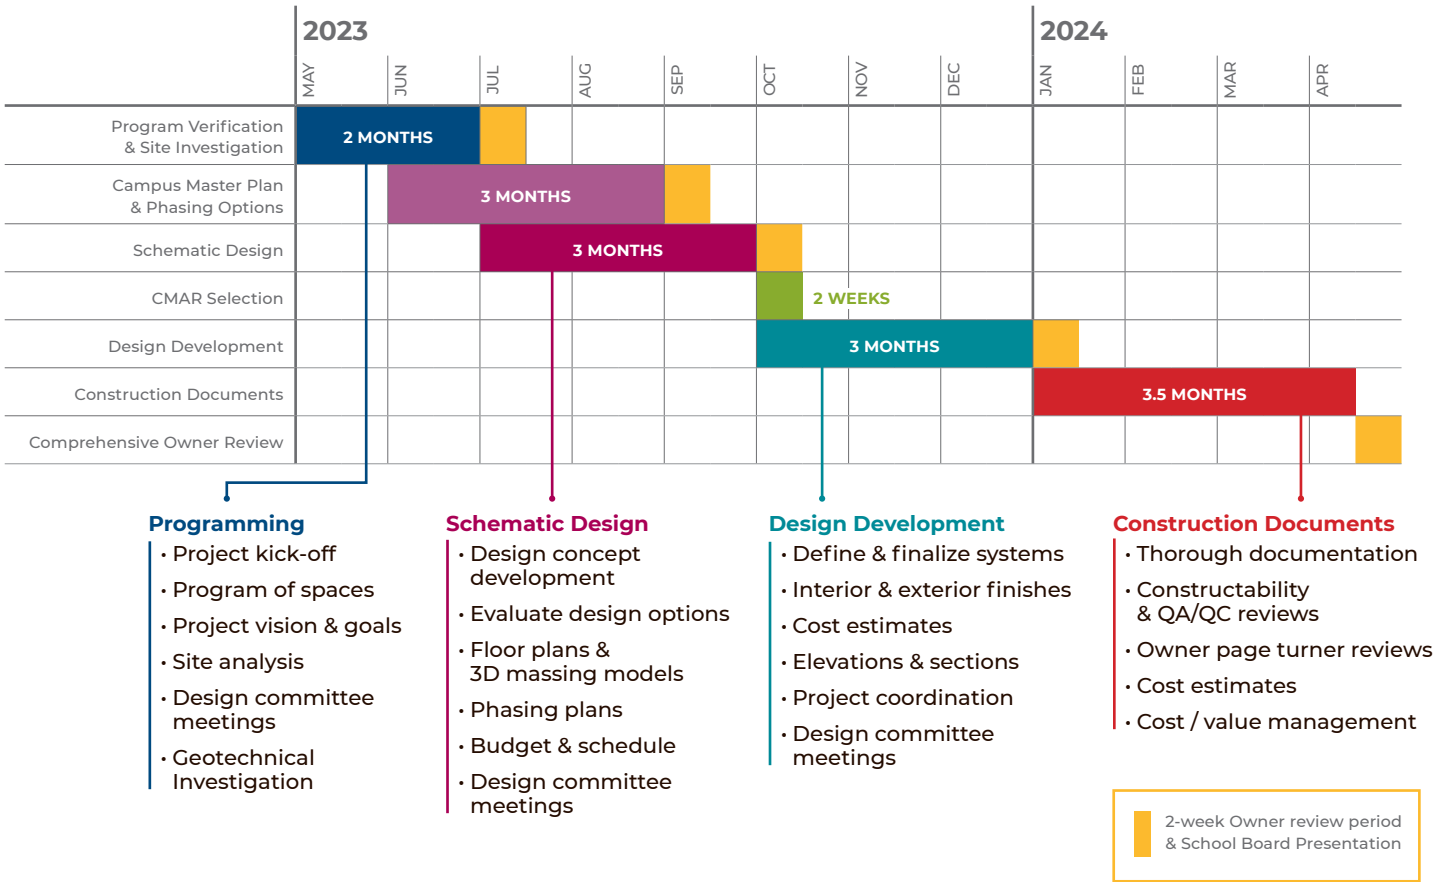 2023
2024
MAY
JUN
JUL
AUG
SEP
OCT
NOV
DEC
JAN
FEB
MAR
APR
Program Verification
& Site Investigation
2 MONTHS
Campus Master Plan
& Phasing Options
3 MONTHS
Schematic Design
3 MONTHS
CMAR Selection
2 WEEKS
Design Development
3 MONTHS
Construction Documents
3.5 MONTHS
Comprehensive Owner Review
Programming
• Project kick-off
• Program of spaces
• Project vision & goals
• Site analysis
• Design committee
meetings
• Geotechnical
Investigation
Schematic Design
• Design concept
development
• Evaluate design options
• Floor plans &
3D massing models
• Phasing plans
• Budget & schedule
• Design committee
meetings
Design Development
• Define & finalize systems
• Interior & exterior finishes
• Cost estimates
• Elevations & sections
• Project coordination
• Design committee
meetings
Construction Documents
• Thorough documentation
• Constructability
& QA/QC reviews
• Owner page turner reviews
• Cost estimates
• Cost / value management
2-week Owner review period
& School Board Presentation